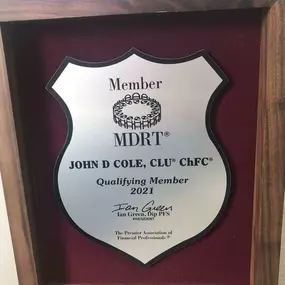 Member
MDRT®
JOHN D COLE, CLU® ChFC®
Qualifying Member
2021
Ian Green
Ian Green, Dip PFS
PRESIDENT
The Premier Association of
Financial Professionals®